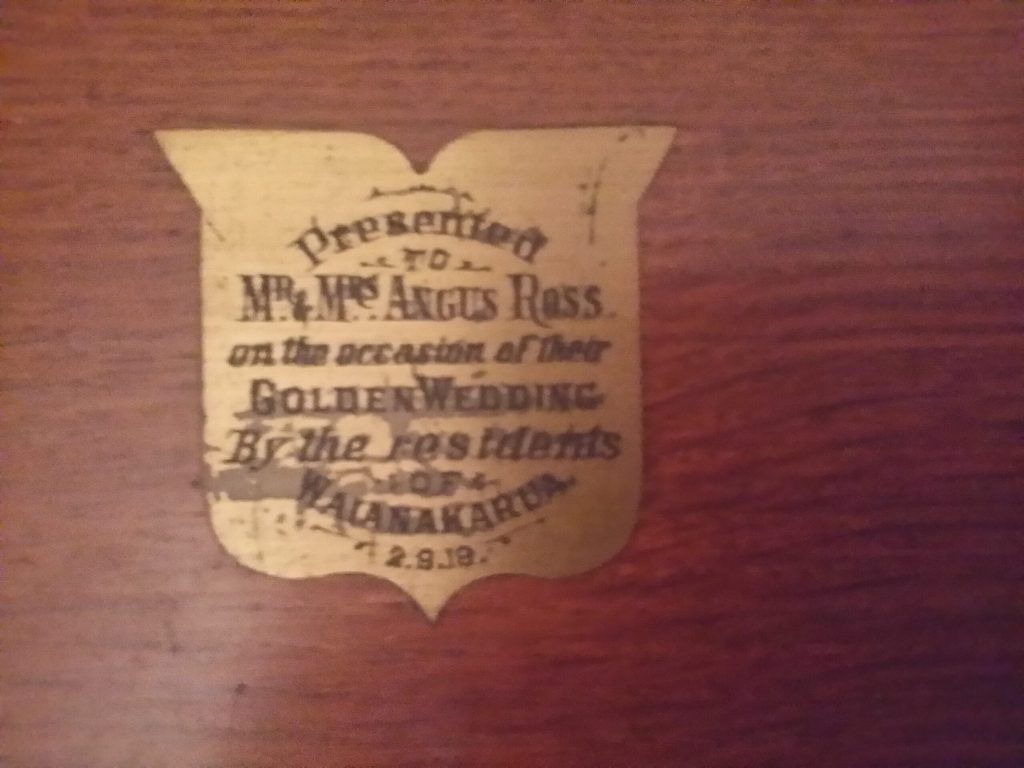 Presented
TO
MR & MRS ANGUS ROSS.
on the occasion of their
GOLDEN WEDDING
By the residents
OF
WAIANAKARUA.
2.9.19.